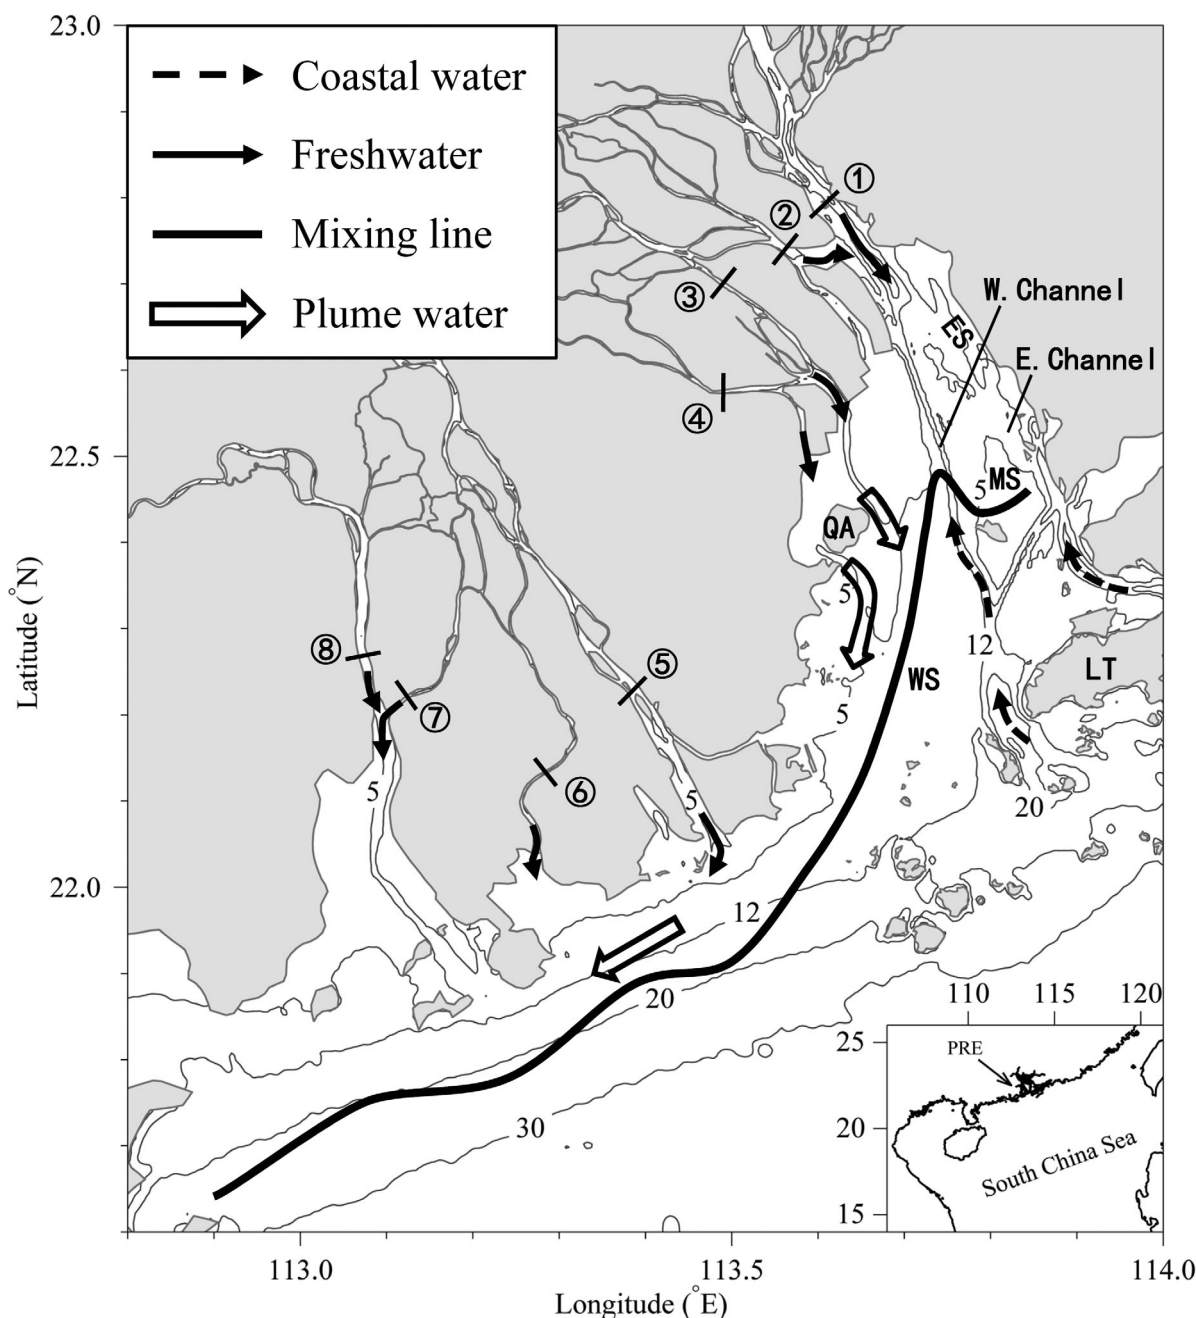 23.0
Coastal water
Freshwater
Mixing line
Plume water
①
②
③
④
W. Channel
ES
E. Channel
22.5
5
MS
QA
5
12
⑧
⑤
LT
WS
⑦
5
5
⑥
5
20
22.0
12
20
30
Latitude (°N)
110
115
120
25
PRE
20
South China Sea
15
113.0
113.5
114.0
Longitude (°E)